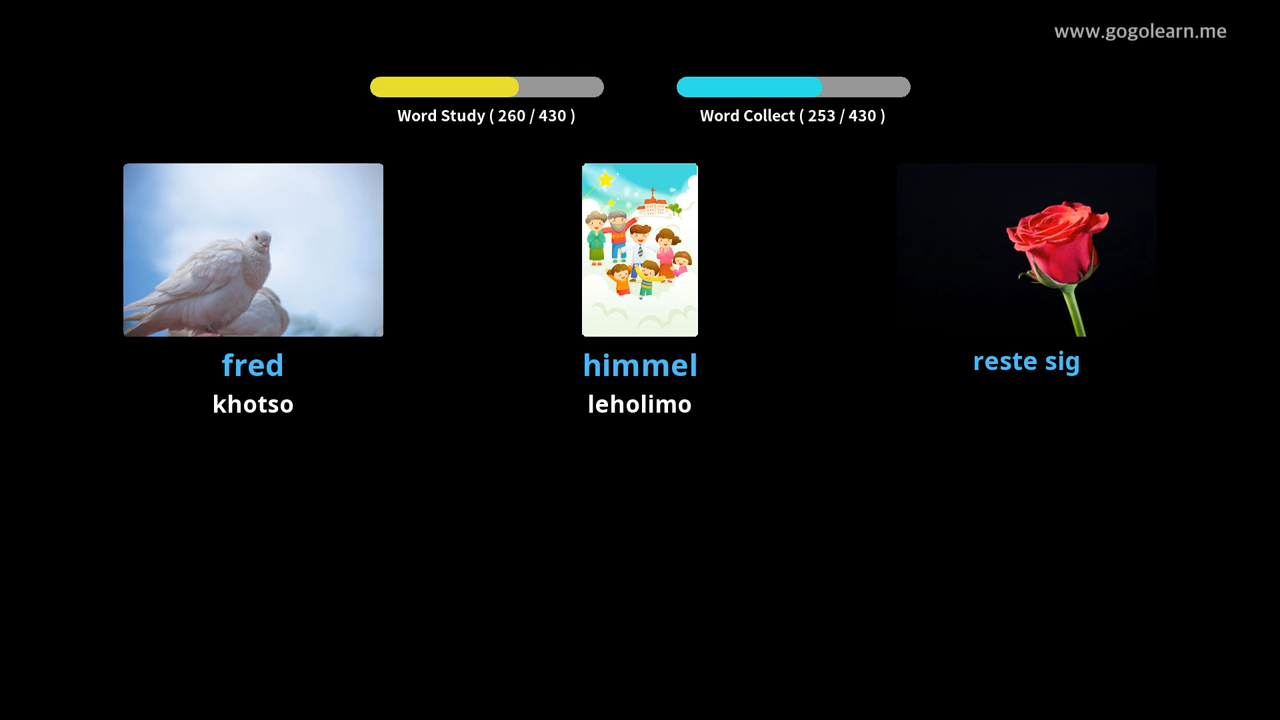 www.gogolearn.me
Word Study ( 260 / 430 )
Word Collect ( 253 / 430 )
fred
khotso
himmel
leholimo
reste sig